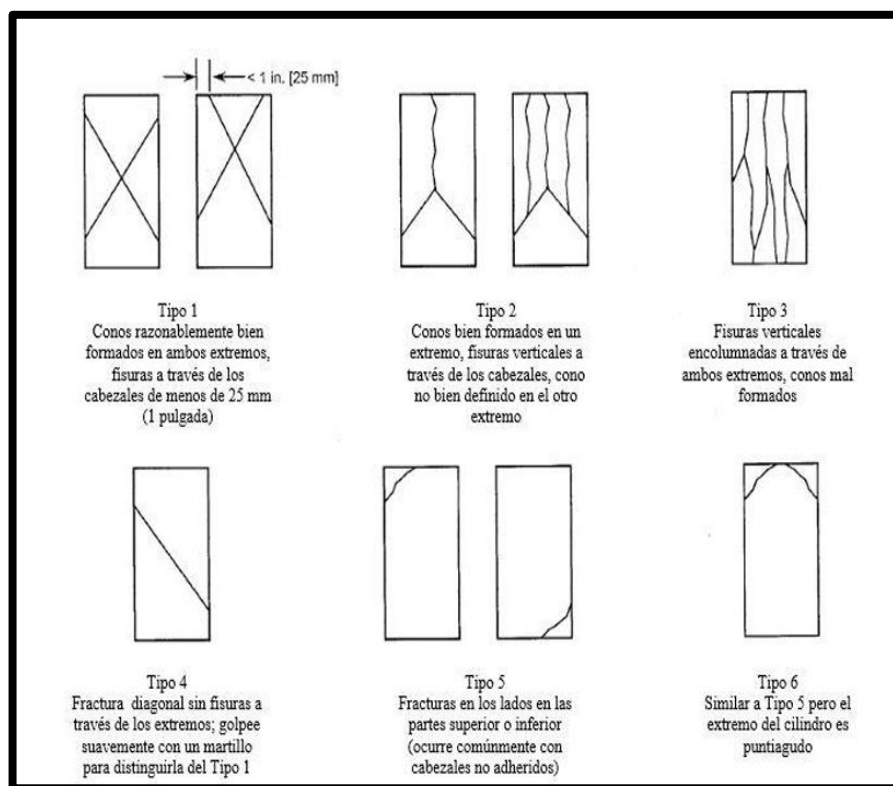 < 1 in. [25 mm]
Tipo 1
Conos razonablemente bien
formados en ambos extremos,
fisuras a través de los
cabezales de menos de 25 mm
(1 pulgada)
Tipo 2
Conos bien formados en un
extremo, fisuras verticales a
través de los cabezales, cono
no bien definido en el otro
extremo
Tipo 3
Fisuras verticales
encolumnadas a través de
ambos extremos, conos mal
formados
Tipo 4
Fractura diagonal sin fisuras a
través de los extremos; golpee
suavemente con un martillo
para distinguirla del Tipo 1
Tipo 5
Fracturas en los lados en las
partes superior o inferior
(ocurre comúnmente con
cabezales no adheridos)
Tipo 6
Similar a Tipo 5 pero el
extremo del cilindro es
puntiagudo